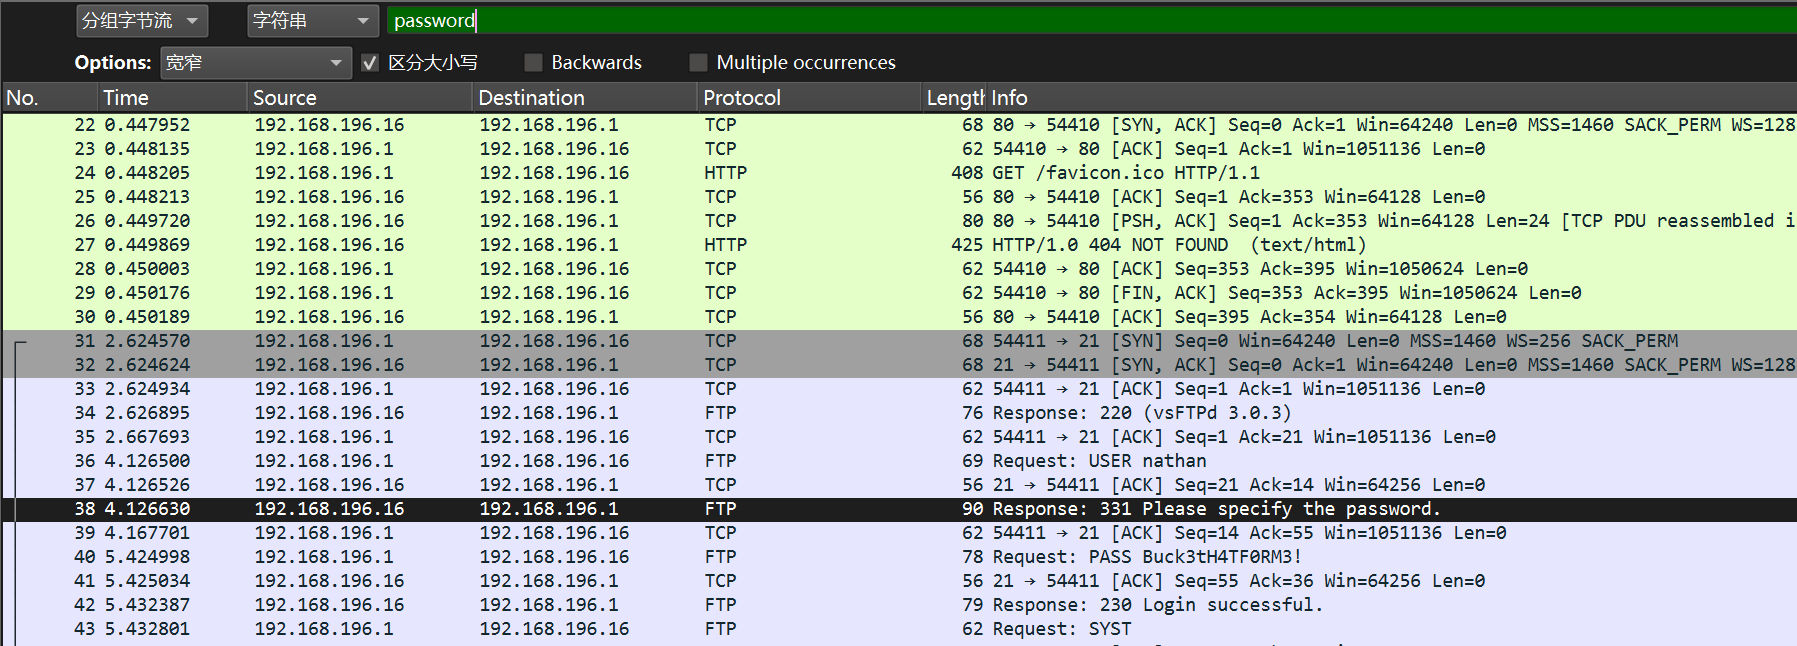 分组字节流 字符串 password
Options: 宽窄 区分大小写 Backwards Multiple occurrences
No. Time Source Destination Protocol Length Info
22 0.447952 192.168.196.16 192.168.196.1 TCP 68 80 → 54410 [SYN, ACK] Seq=0 Ack=1 Win=64240 Len=0 MSS=1460 SACK_PERM WS=128
23 0.448135 192.168.196.1 192.168.196.16 TCP 62 54410 → 80 [ACK] Seq=1 Ack=1 Win=1051136 Len=0
24 0.448205 192.168.196.1 192.168.196.16 HTTP 408 GET /favicon.ico HTTP/1.1
25 0.448213 192.168.196.16 192.168.196.1 TCP 56 80 → 54410 [ACK] Seq=1 Ack=353 Win=64128 Len=0
26 0.449720 192.168.196.16 192.168.196.1 TCP 80 80 → 54410 [PSH, ACK] Seq=1 Ack=353 Win=64128 Len=24 [TCP PDU reassembled i
27 0.449869 192.168.196.16 192.168.196.1 HTTP 425 HTTP/1.0 404 NOT FOUND (text/html)
28 0.450003 192.168.196.1 192.168.196.16 TCP 62 54410 → 80 [ACK] Seq=353 Ack=395 Win=1050624 Len=0
29 0.450176 192.168.196.1 192.168.196.16 TCP 62 54410 → 80 [FIN, ACK] Seq=353 Ack=395 Win=1050624 Len=0
30 0.450189 192.168.196.16 192.168.196.1 TCP 56 80 → 54410 [ACK] Seq=395 Ack=354 Win=64128 Len=0
31 2.624570 192.168.196.1 192.168.196.16 TCP 68 54411 → 21 [SYN] Seq=0 Win=64240 Len=0 MSS=1460 WS=256 SACK_PERM
32 2.624624 192.168.196.16 192.168.196.1 TCP 68 21 → 54411 [SYN, ACK] Seq=0 Ack=1 Win=64240 Len=0 MSS=1460 SACK_PERM WS=128
33 2.624934 192.168.196.1 192.168.196.16 TCP 62 54411 → 21 [ACK] Seq=1 Ack=1 Win=1051136 Len=0
34 2.626895 192.168.196.16 192.168.196.1 FTP 76 Response: 220 (vsFTPd 3.0.3)
35 2.667693 192.168.196.1 192.168.196.16 TCP 62 54411 → 21 [ACK] Seq=1 Ack=21 Win=1051136 Len=0
36 4.126500 192.168.196.1 192.168.196.16 FTP 69 Request: USER nathan
37 4.126526 192.168.196.16 192.168.196.1 TCP 56 21 → 54411 [ACK] Seq=21 Ack=14 Win=64256 Len=0
38 4.126630 192.168.196.16 192.168.196.1 FTP 90 Response: 331 Please specify the password.
39 4.167701 192.168.196.1 192.168.196.16 TCP 62 54411 → 21 [ACK] Seq=14 Ack=55 Win=1051136 Len=0
40 5.424998 192.168.196.1 192.168.196.16 FTP 78 Request: PASS Buck3tH4TF0RM3!
41 5.425034 192.168.196.16 192.168.196.1 TCP 56 21 → 54411 [ACK] Seq=55 Ack=36 Win=64256 Len=0
42 5.432387 192.168.196.16 192.168.196.1 FTP 79 Response: 230 Login successful.
43 5.432801 192.168.196.1 192.168.196.16 FTP 62 Request: SYST